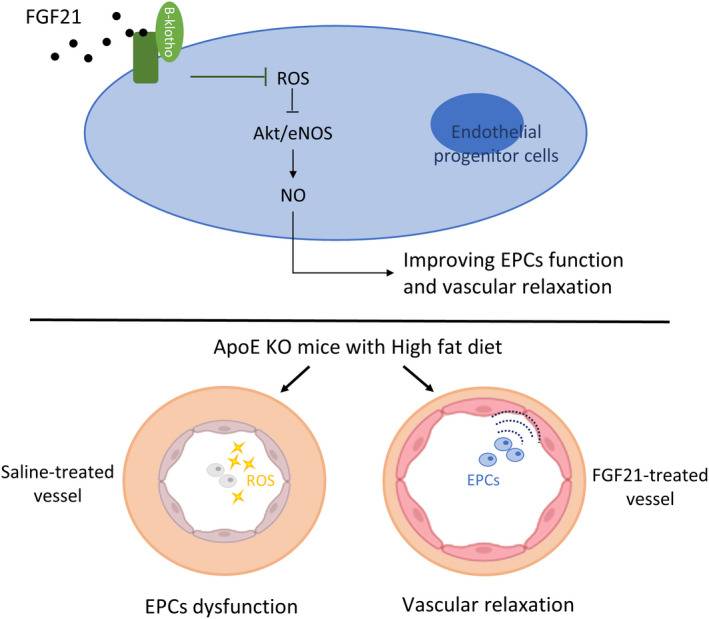 FGF21
B-klotho
ROS
Akt/eNOS
Endothelial
progenitor cells
NO
Improving EPCs function
and vascular relaxation
ApoE KO mice with High fat diet
Saline-treated
vessel
ROS
EPCs
FGF21-treated
vessel
EPCs dysfunction
Vascular relaxation